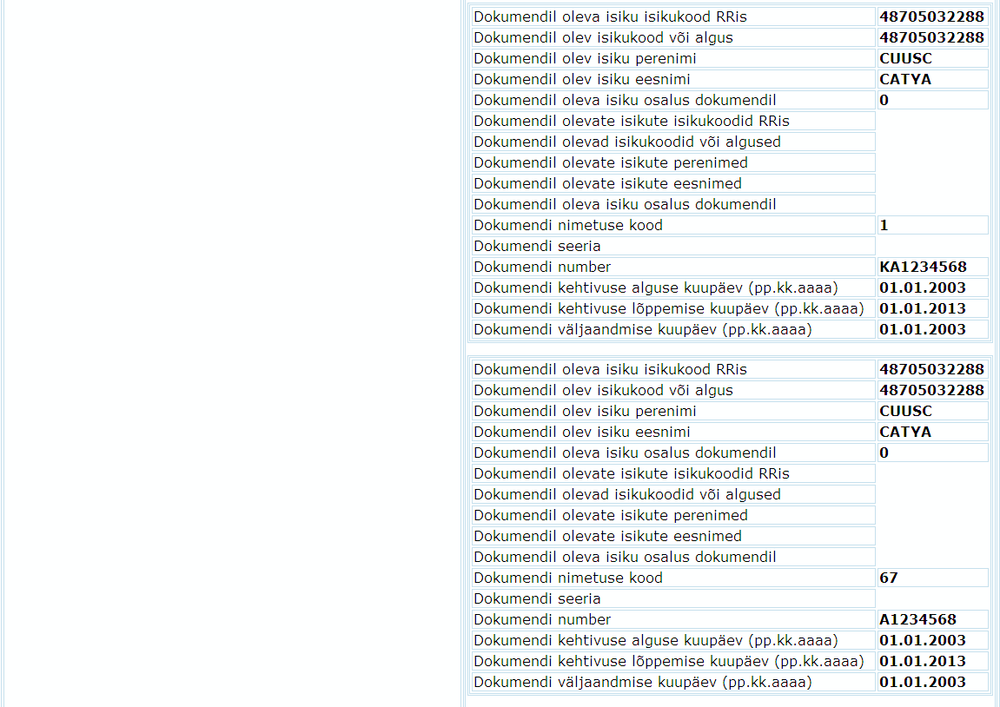 Dokumendil oleva isiku isikukood RRis 48705032288
Dokumendil olev isikukood või algus 48705032288
Dokumendil olev isiku perenimi CUUSC
Dokumendil olev isiku eesnimi CATYA
Dokumendil oleva isiku osalus dokumendil 0
Dokumendil olevate isikute isikukoodid RRis
Dokumendil olevad isikukoodid või algused
Dokumendil olevate isikute perenimed
Dokumendil olevate isikute eesnimed
Dokumendil oleva isiku osalus dokumendil
Dokumendi nimetuse kood 1
Dokumendi seeria
Dokumendi number KA1234568
Dokumendi kehtivuse alguse kuupäev (pp.kk.aaaa) 01.01.2003
Dokumendi kehtivuse lõppemise kuupäev (pp.kk.aaaa) 01.01.2013
Dokumendi väljaandmise kuupäev (pp.kk.aaaa) 01.01.2003
Dokumendil oleva isiku isikukood RRis 48705032288
Dokumendil olev isikukood või algus 48705032288
Dokumendil olev isiku perenimi CUUSC
Dokumendil olev isiku eesnimi CATYA
Dokumendil oleva isiku osalus dokumendil 0
Dokumendil olevate isikute isikukoodid RRis
Dokumendil olevad isikukoodid või algused
Dokumendil olevate isikute perenimed
Dokumendil olevate isikute eesnimed
Dokumendil oleva isiku osalus dokumendil
Dokumendi nimetuse kood 67
Dokumendi seeria
Dokumendi number A1234568
Dokumendi kehtivuse alguse kuupäev (pp.kk.aaaa) 01.01.2003
Dokumendi kehtivuse lõppemise kuupäev (pp.kk.aaaa) 01.01.2013
Dokumendi väljaandmise kuupäev (pp.kk.aaaa) 01.01.2003